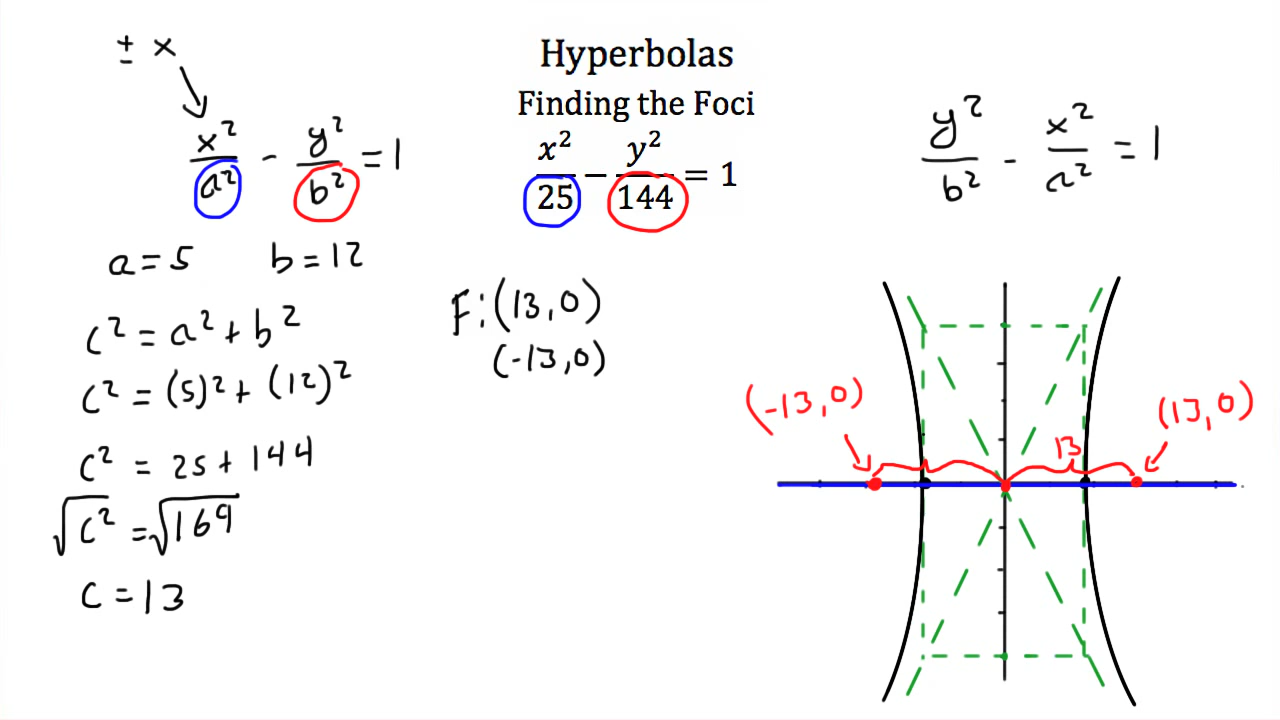 Hyperbolas
Finding the Foci
x²/25 − y²/144 = 1
± x
x²/a² - y²/b² = 1
a = 5 b = 12
c² = a² + b²
c² = (5)² + (12)²
c² = 25 + 144
√c² = √169
c = 13
F: (13,0)
(-13,0)
y²/b² - x²/a² = 1
(-13,0)
13
(13,0)